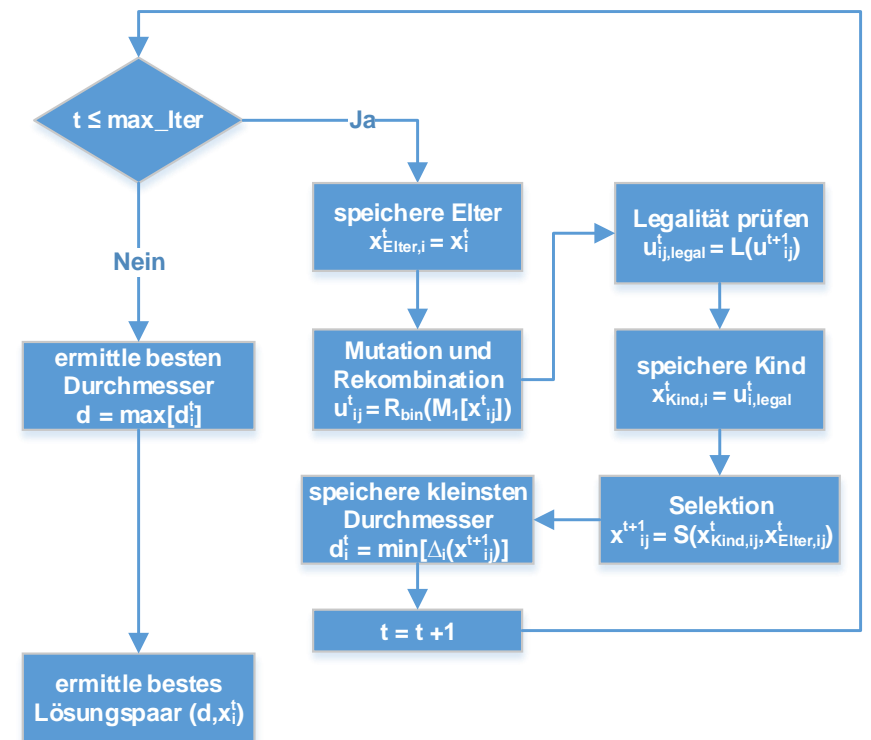 t ≤ max_Iter
Ja
Nein
speichere Elter
x^t_Elter,i = x^t_i
Mutation und
Rekombination
u^t_ij = R_bin(M_1[x^t_ij])
Legalität prüfen
u^t_ij,legal = L(u^t+1_ij)
speichere Kind
x^t_Kind,i = u^t_i,legal
Selektion
x^t+1_ij = S(x^t_Kind,ij,x^t_Elter,ij)
speichere kleinsten
Durchmesser
d^t_i = min[Δ_i(x^t+1_ij)]
t = t +1
ermittle besten
Durchmesser
d = max[d^t_i]
ermittle bestes
Lösungspaar (d,x^t_i)